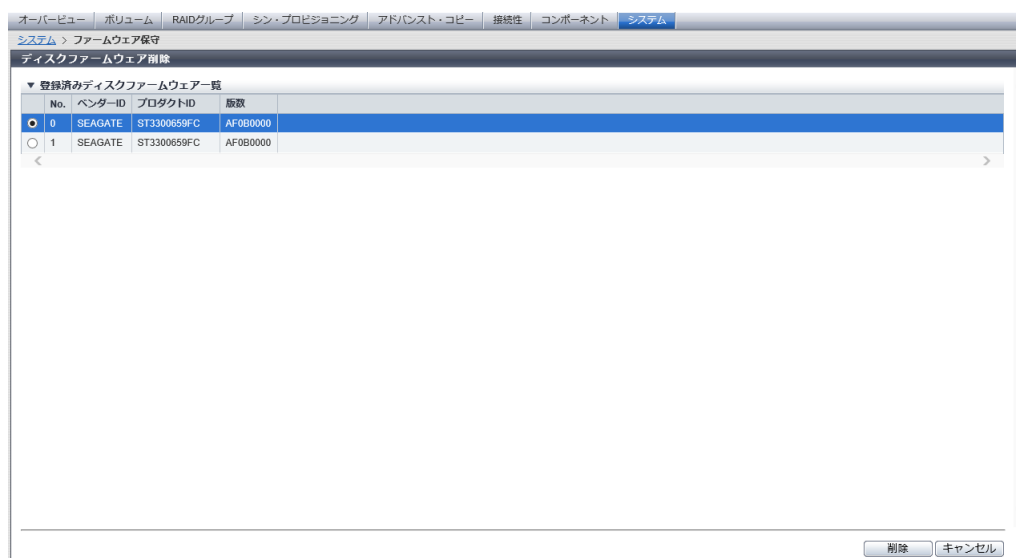 オーバービュー ボリューム RAIDグループ シン・プロビジョニング アドバンスト・コピー 接続性 コンポーネント システム
システム > ファームウェア保守
ディスクファームウェア削除
▼ 登録済みディスクファームウェアー覧
No. ベンダーID プロダクトID 版数
0 SEAGATE ST3300659FC AF0B0000
1 SEAGATE ST3300659FC AF0B0000
削除 キャンセル